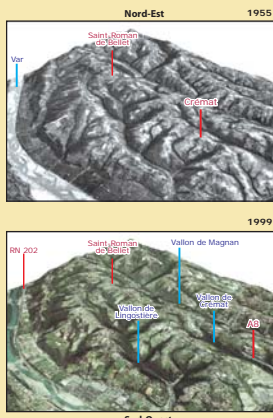 Nord-Est
1955
Var
Saint Roman
de Bellet
Crémat
1999
RN 202
Saint Roman
de Bellet
Vallon de Magnan
Vallon de
Lingostière
Vallon de
Crémat
A8